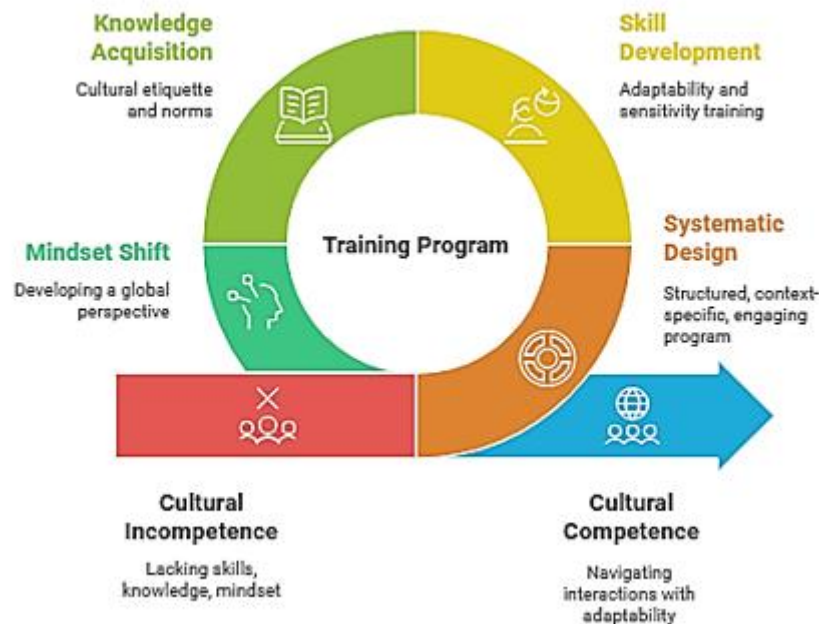 Knowledge
Acquisition
Cultural etiquette
and norms
Skill
Development
Adaptability and
sensitivity training
Mindset Shift
Developing a global
perspective
Training Program
Systematic
Design
Structured, context-
specific, engaging
program
Cultural
Incompetence
Lacking skills,
knowledge, mindset
Cultural
Competence
Navigating
interactions with
adaptability